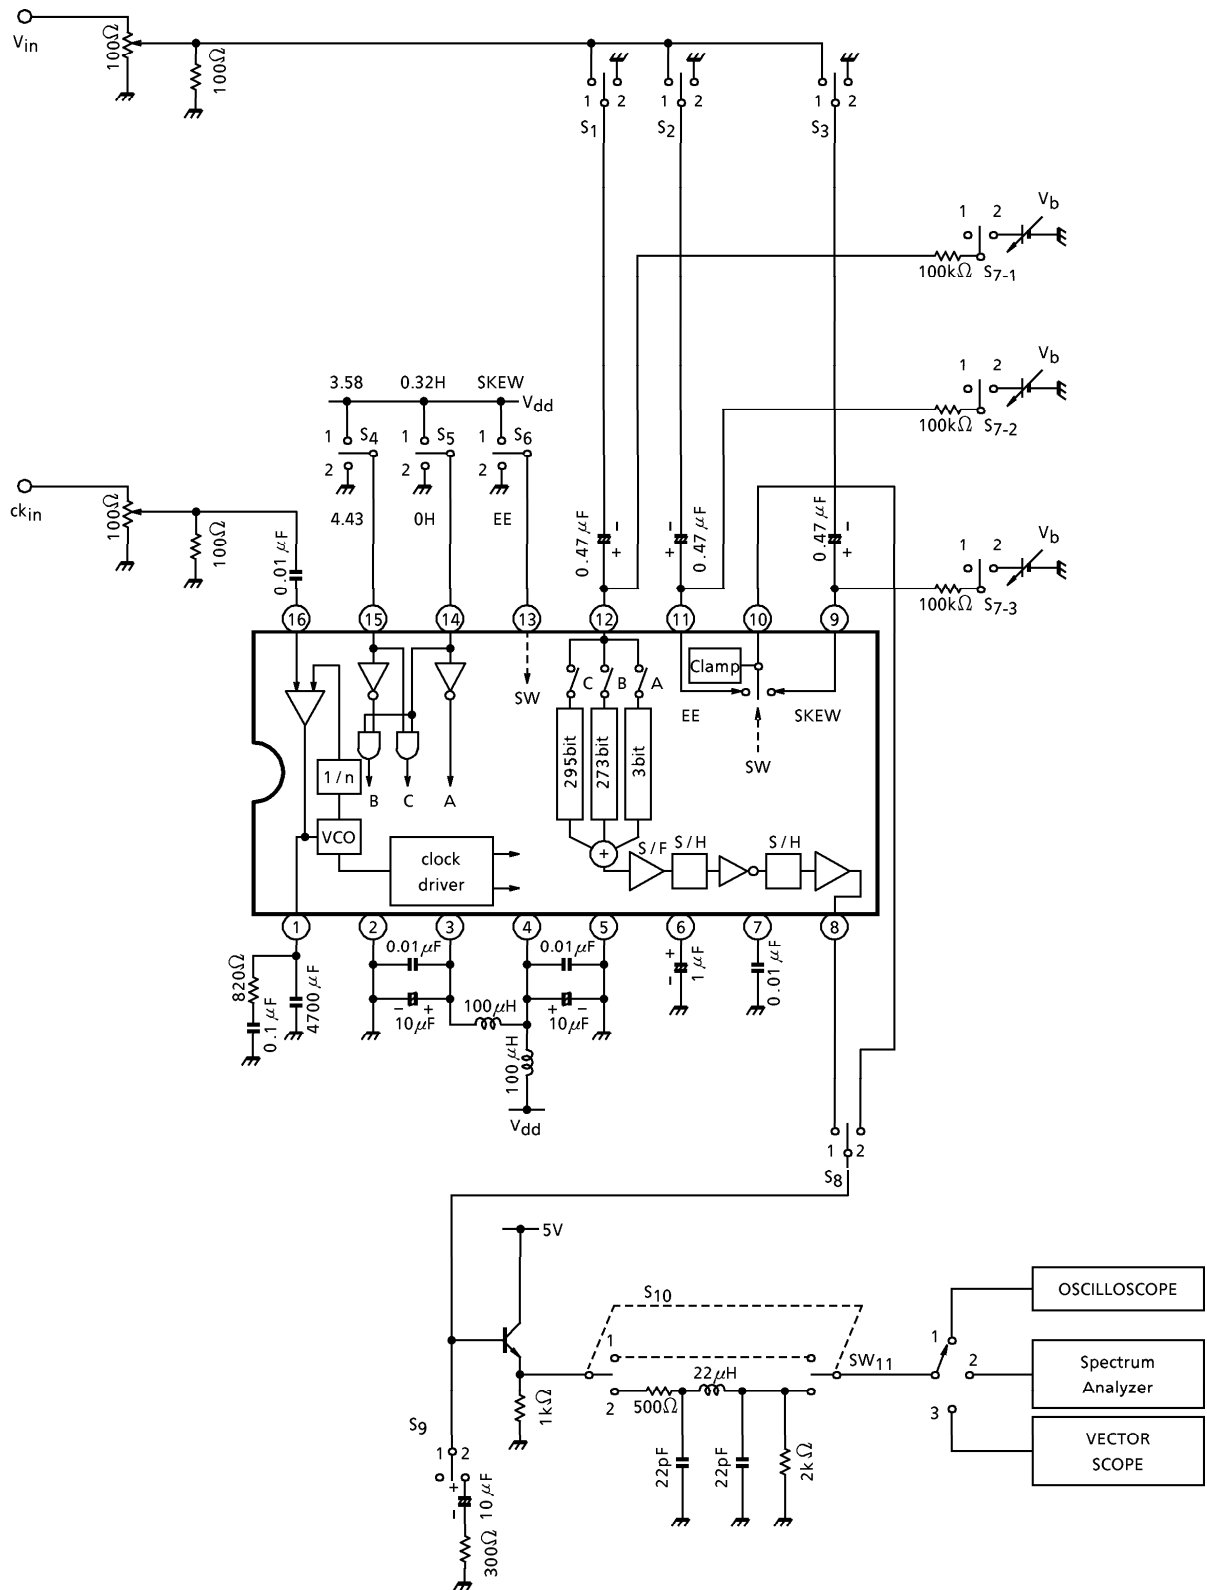 Vin
100Ω
100Ω
1 2
S1
1 2
S2
1 2
S3
1 2
Vb
100kΩ S7-1
1 2
Vb
100kΩ S7-2
1 2
Vb
100kΩ S7-3
3.58 0.32H SKEW
Vdd
1 S4
2
1 S5
2
1 S6
2
4.43 0H EE
ckin
100Ω
100Ω
0.01μF
0.47μF
- +
0.47μF
- +
0.47μF
- +
16 15 14 13 12 11 10 9
SW
C B A
295bit
273bit
3bit
Clamp
EE SKEW
SW
1/n
B C A
VCO
clock
driver
+
S/F S/H S/H
1 2 3 4 5 6 7 8
820Ω
0.1μF
4700μF
0.01μF
- +
10μF
100μH
0.01μF
+ -
10μF
100μH
Vdd
+ -
1μF
0.01μF
1 2
S8
5V
1kΩ
S9
1 2
+ -
10μF
300Ω
S10
1
2
500Ω
22μH
22pF
22pF
2kΩ
SW11
1
2
3
OSCILLOSCOPE
Spectrum
Analyzer
VECTOR
SCOPE